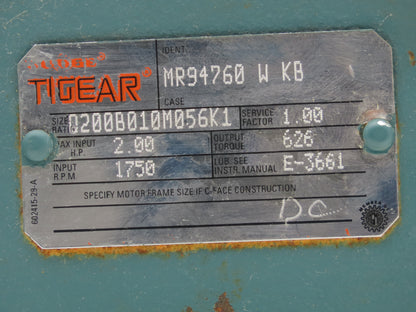 IDENT.
TIGEAR
MR94760 W KB
CASE
SIZE Q200B010M056K1 SERVICE 1.00
RATIO FACTOR
MAX INPUT 2.00 OUTPUT 626
H.P. TORQUE
INPUT 1750 LUB. SEE E-3661
R.P.M. INSTR. MANUAL
SPECIFY MOTOR FRAME SIZE IF C-FACE CONSTRUCTION
DC
602415-29-A